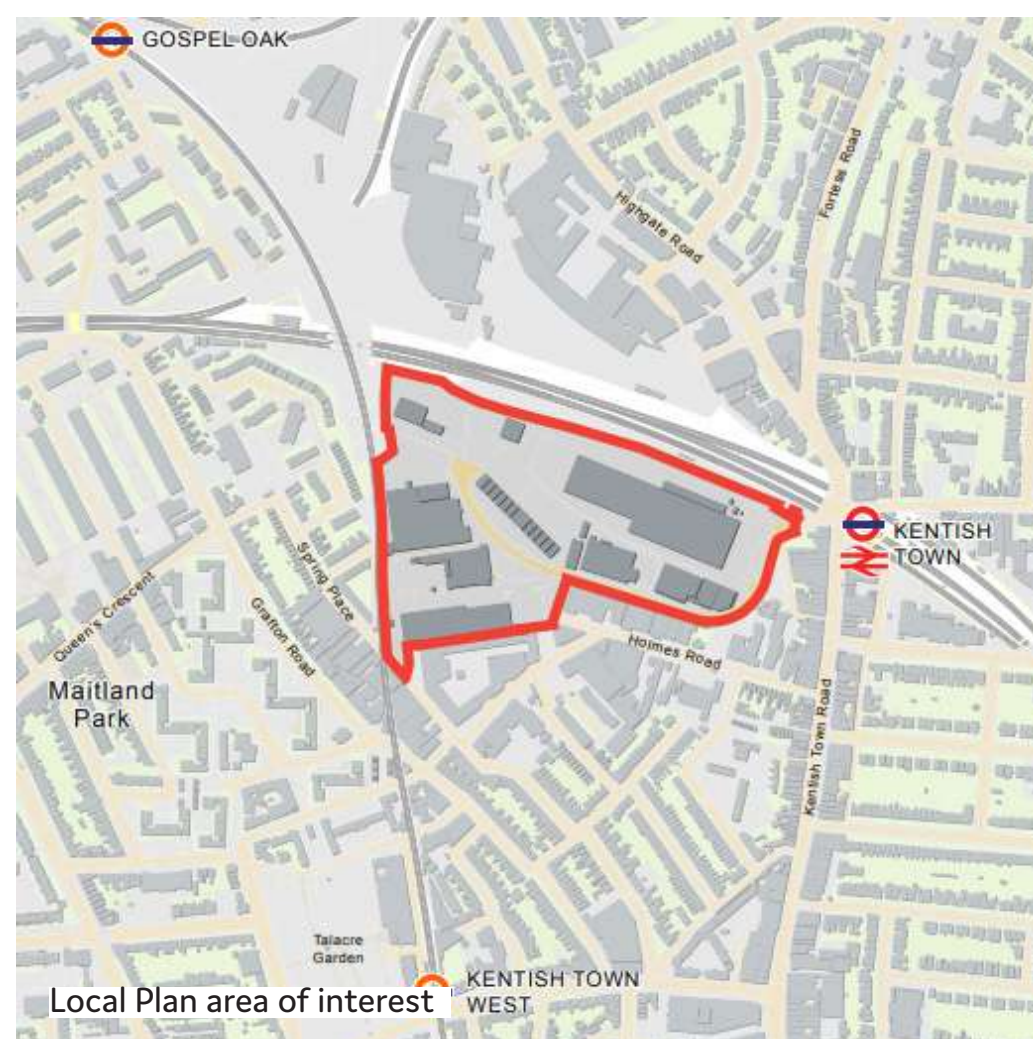 GOSPEL OAK
Fortess Road
Highgate Road
KENTISH
TOWN
Spring Place
Queen's Crescent
Grafton Road
Holmes Road
Maitland
Park
Kentish Town Road
Talacre
Garden
KENTISH TOWN
WEST
Local Plan area of interest